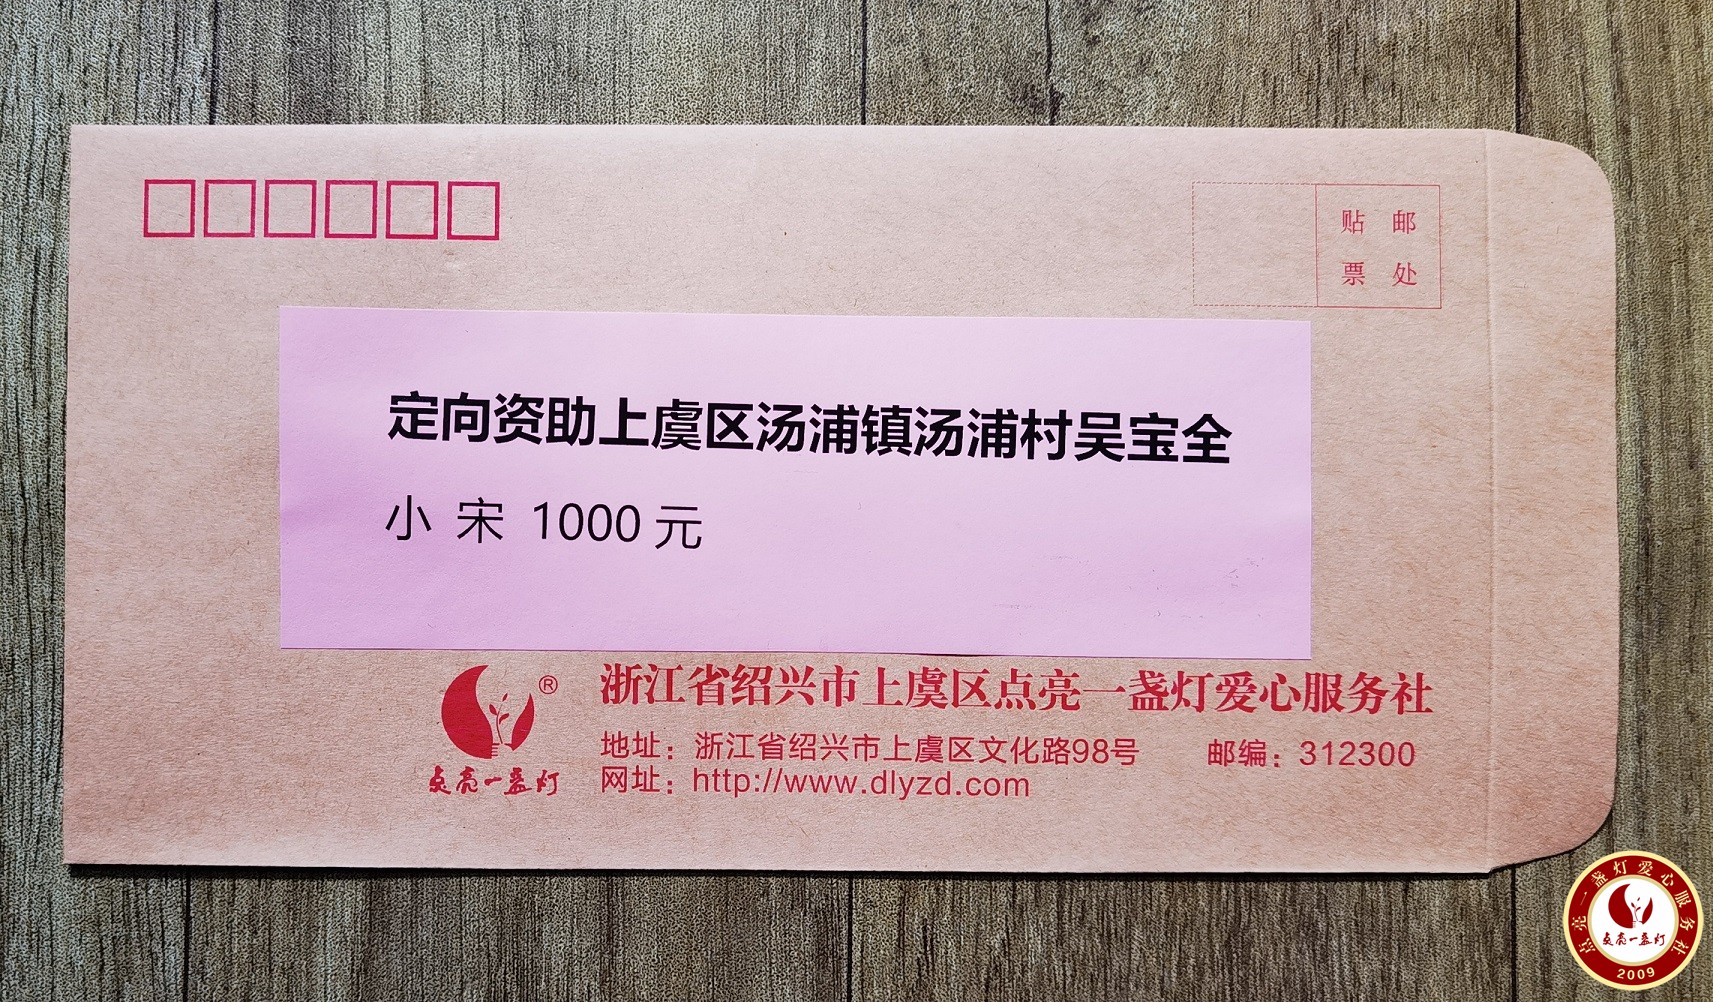 贴 邮
票 处
定向资助上虞区汤浦镇汤浦村吴宝全
小 宋 1000 元
®
点亮一盏灯
浙江省绍兴市上虞区点亮一盏灯爱心服务社
地址：浙江省绍兴市上虞区文化路98号 邮编：312300
网址：http://www.dlyzd.com
点亮一盏灯爱心服务社
点亮一盏灯
2009